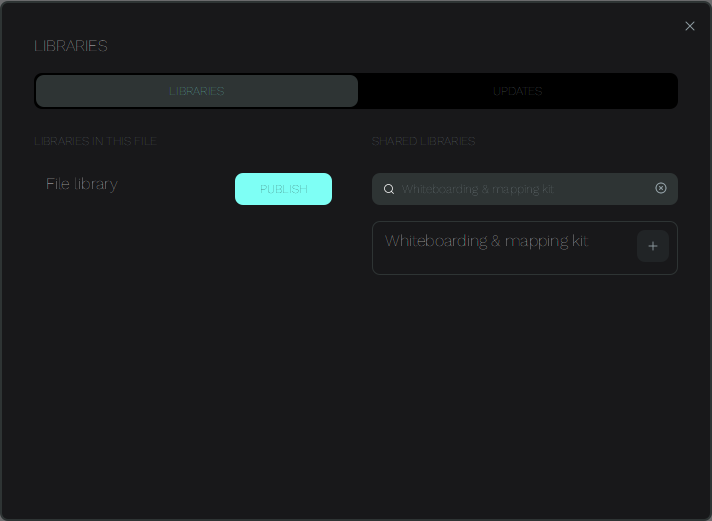 LIBRARIES
LIBRARIES
UPDATES
LIBRARIES IN THIS FILE
SHARED LIBRARIES
File library
PUBLISH
Whiteboarding & mapping kit
Whiteboarding & mapping kit